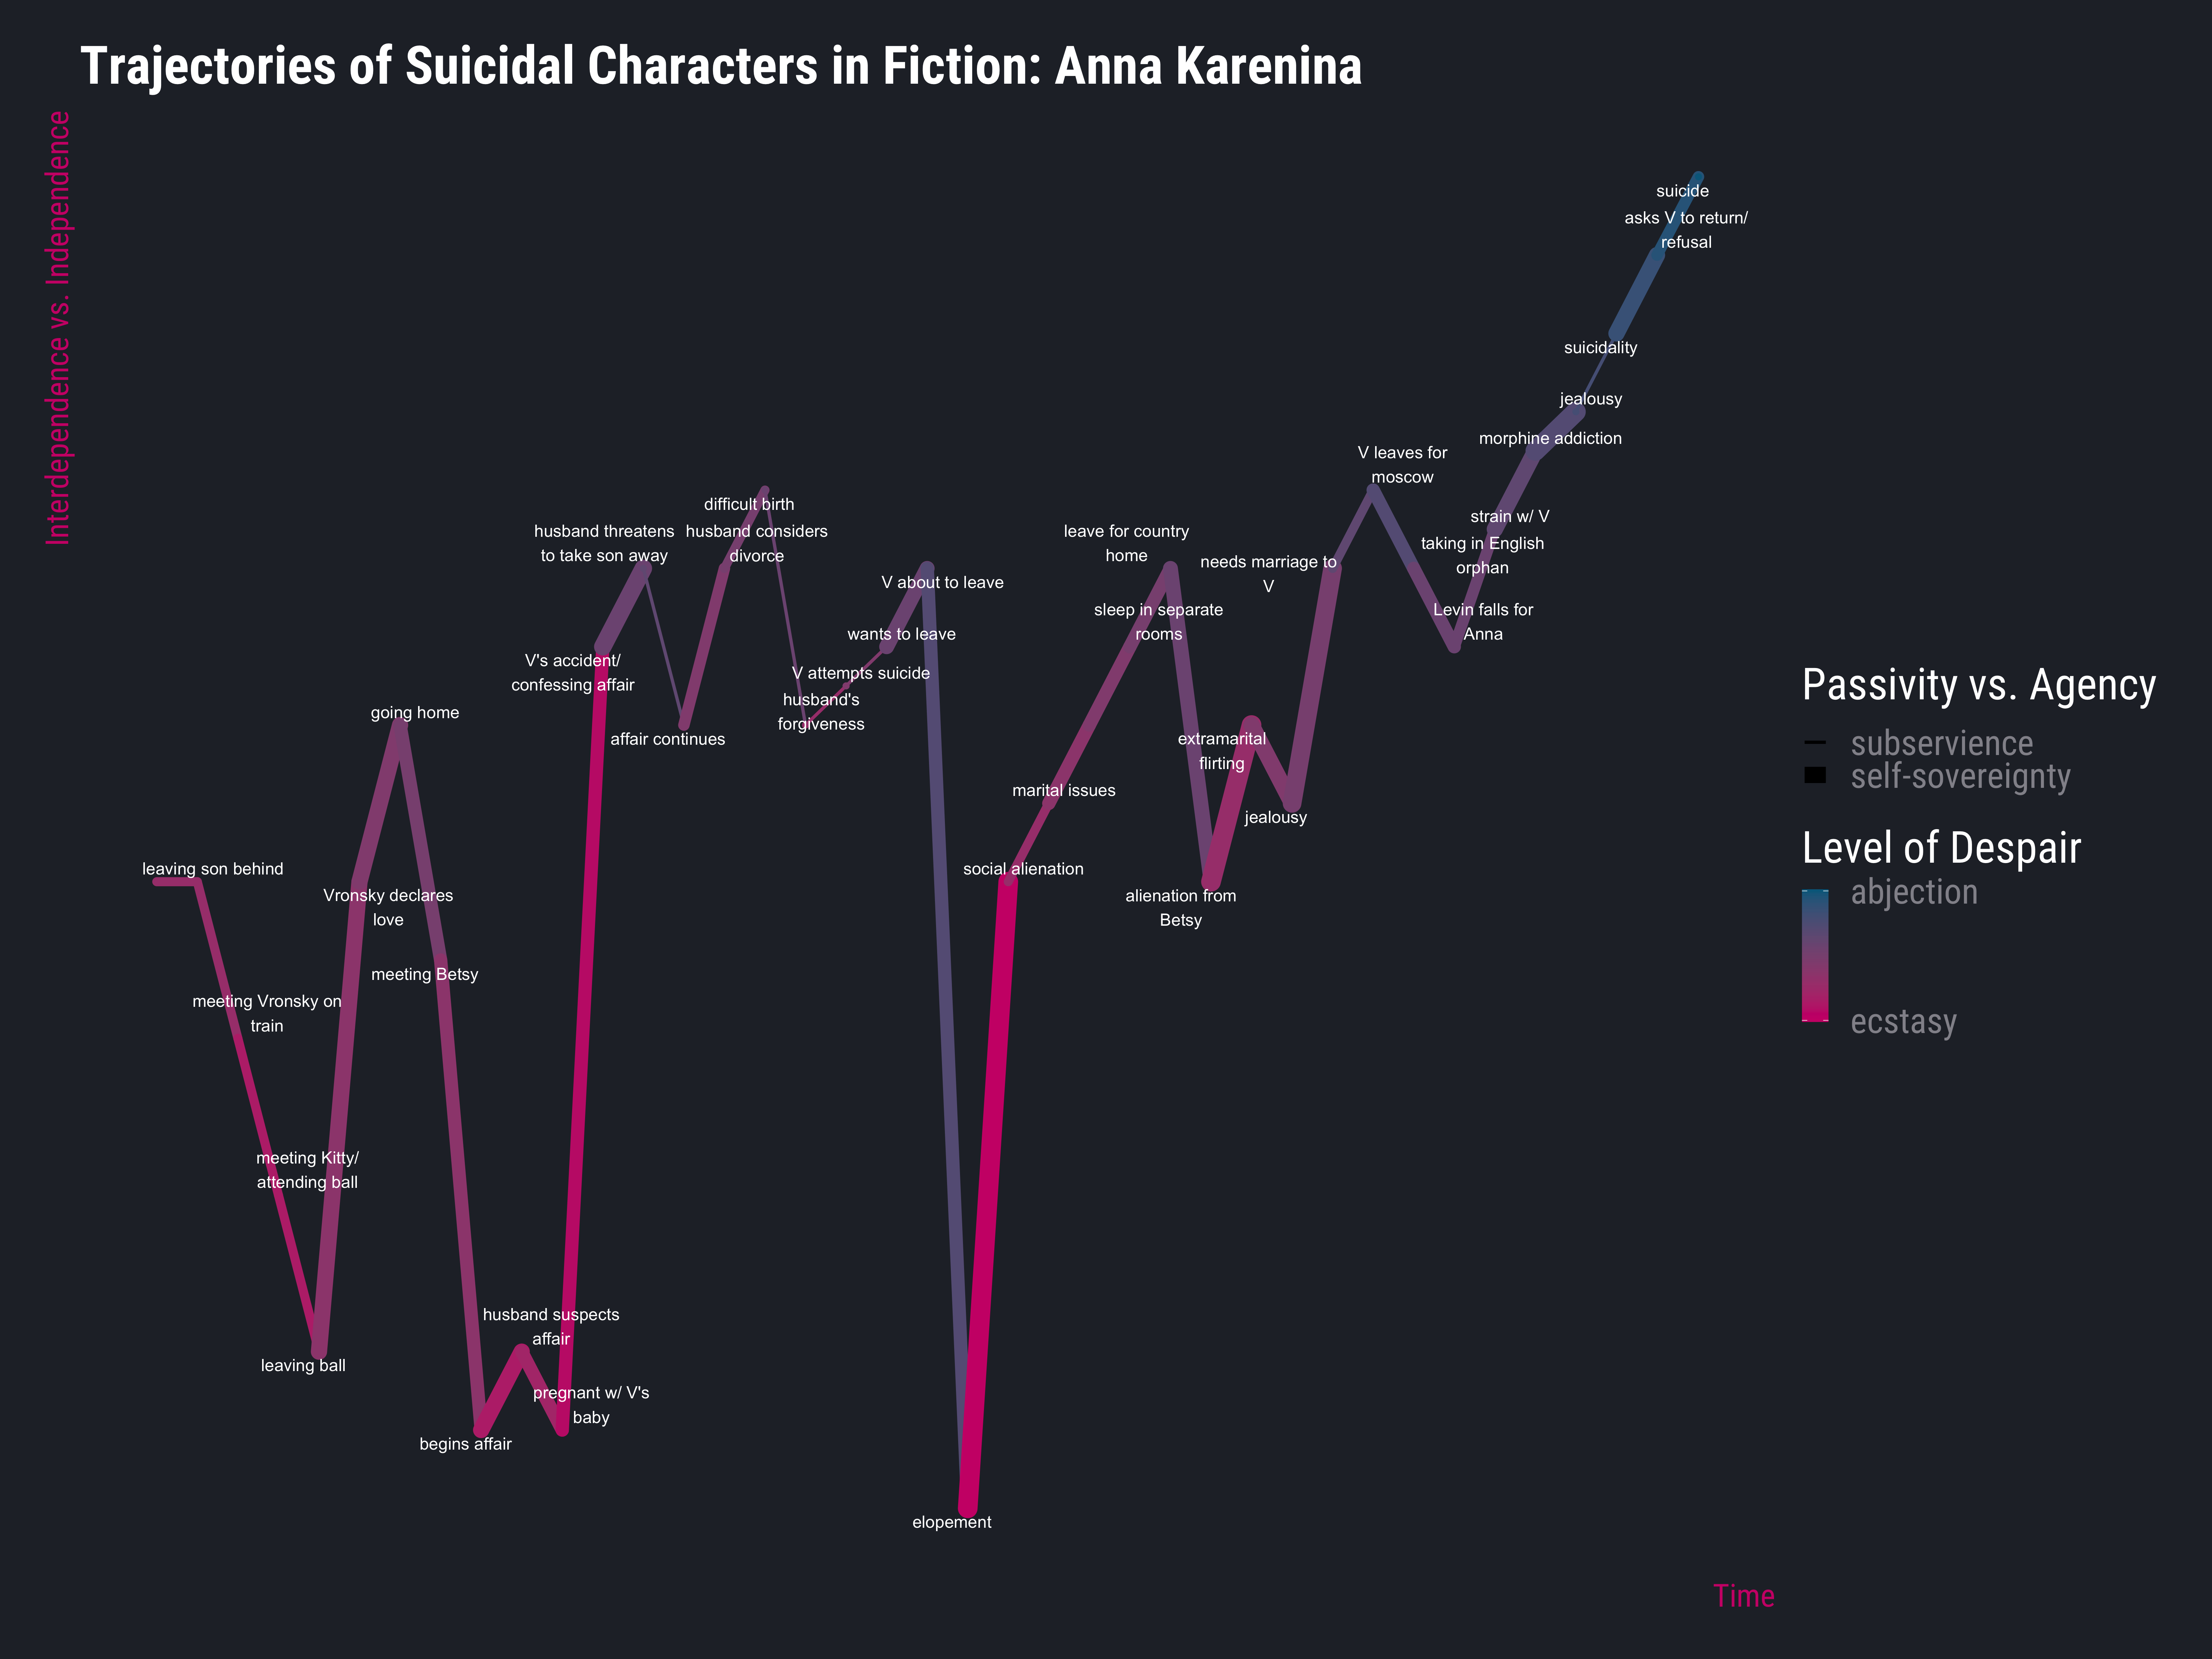 Trajectories of Suicidal Characters in Fiction: Anna Karenina
Interdependence vs. Independence
leaving son behind
meeting Vronsky on
train
meeting Kitty/
attending ball
leaving ball
Vronsky declares
love
going home
meeting Betsy
begins affair
husband suspects
affair
pregnant w/ V's
baby
V's accident/
confessing affair
husband threatens
to take son away
affair continues
husband considers
divorce
difficult birth
husband's
forgiveness
V attempts suicide
wants to leave
V about to leave
elopement
social alienation
marital issues
sleep in separate
rooms
leave for country
home
alienation from
Betsy
extramarital
flirting
jealousy
needs marriage to
V
V leaves for
moscow
Levin falls for
Anna
taking in English
orphan
strain w/ V
morphine addiction
jealousy
suicidality
asks V to return/
refusal
suicide
Passivity vs. Agency
subservience
self-sovereignty
Level of Despair
abjection
ecstasy
Time